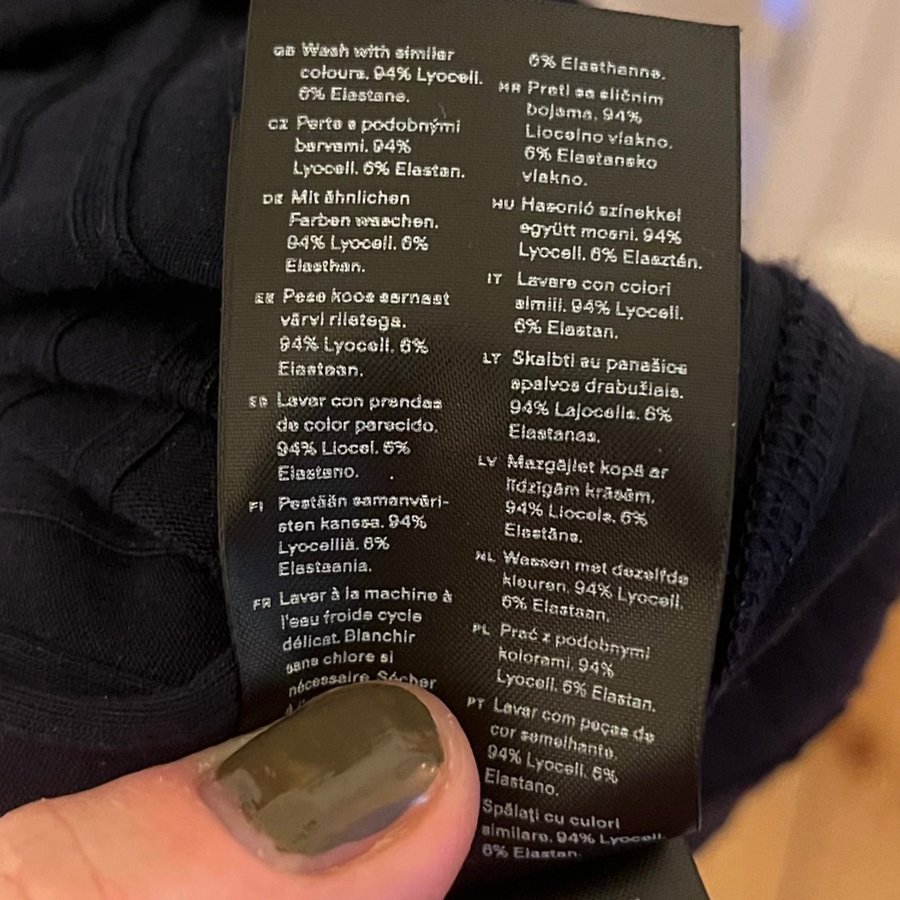 GB Wash with similar
colours. 94% Lyocell.
6% Elastane.
CZ Perte s podobnými
barvami. 94%
Lyocell. 6% Elastan.
DE Mit ähnlichen
Farben waschen.
94% Lyocell. 6%
Elasthan.
EE Pese koos sarnast
värvi riietega.
94% Lyocell. 6%
Elastaan.
ES Lavar con prendas
de color parecido.
94% Liocel. 6%
Elastano.
FI Pestään samanväri-
sten kanssa. 94%
Lyocelliä. 6%
Elastaania.
FR Laver à la machine à
l'eau froide cycle
délicat. Blanchir
sans chlore si
nécessaire. Sécher
6% Elasthanne.
HR Prati sa sličnim
bojama. 94%
Liocelno vlakno.
6% Elastansko
vlakno.
HU Hasonló színekkel
együtt mosni. 94%
Lyocell. 6% Elasztán.
IT Lavare con colori
simili. 94% Lyocell.
6% Elastan.
LT Skalbti su panašios
spalvos drabužiais.
94% Lajocelis. 6%
Elastanas.
LV Mazgājiet kopā ar
līdzīgām krāsām.
94% Liocels. 6%
Elastāns.
NL Wassen met dezelfde
kleuren. 94% Lyocell.
6% Elastaan.
PL Prać z podobnymi
kolorami. 94%
Lyocell. 6% Elastan.
PT Lavar com peças de
cor semelhante.
94% Lyocell. 6%
Elastano.
Spălați cu culori
similare. 94% Lyocell.
6% Elastan.